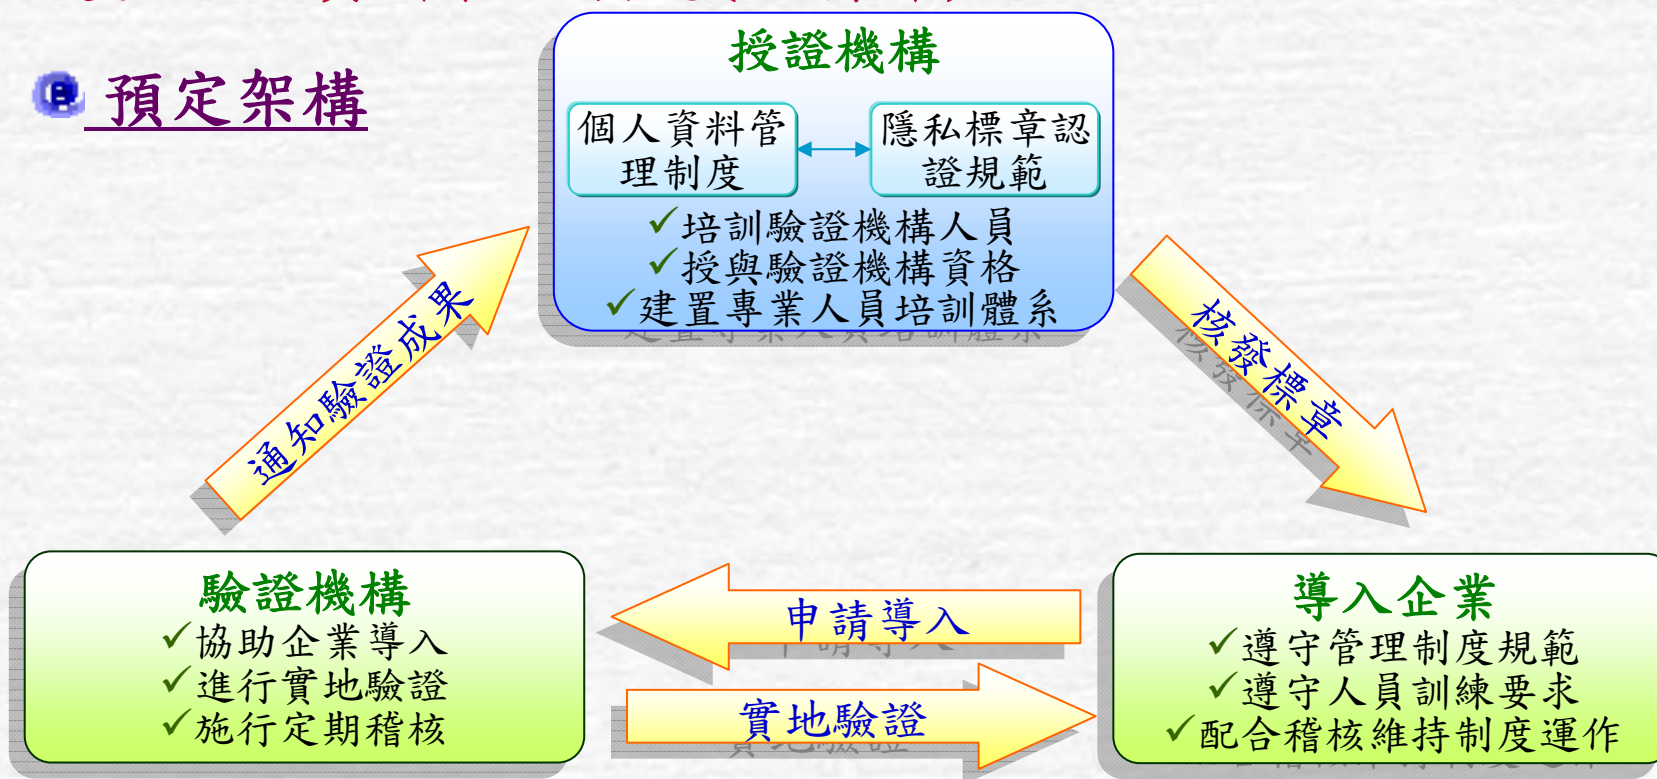 預定架構
授證機構
個人資料管
理制度
隱私標章認
證規範
✓培訓驗證機構人員
✓授與驗證機構資格
✓建置專業人員培訓體系
通知驗證成果
核發標章
驗證機構
✓協助企業導入
✓進行實地驗證
✓施行定期稽核
申請導入
實地驗證
導入企業
✓遵守管理制度規範
✓遵守人員訓練要求
✓配合稽核維持制度運作